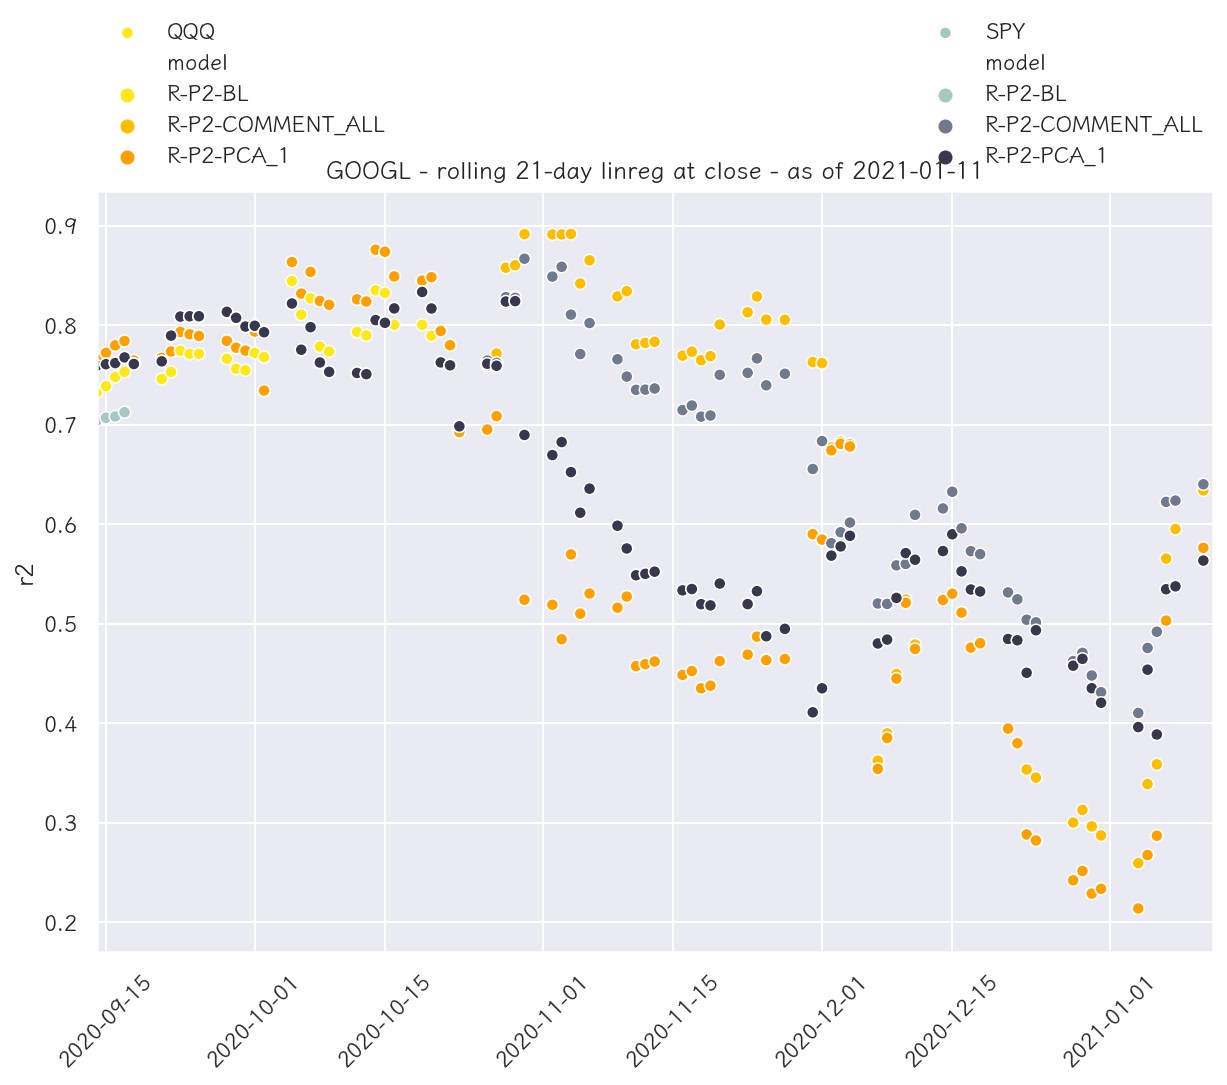 QQQ
model
R-P2-BL
R-P2-COMMENT_ALL
R-P2-PCA_1
SPY
model
R-P2-BL
R-P2-COMMENT_ALL
R-P2-PCA_1
GOOGL - rolling 21-day linreg at close - as of 2021-01-11
0.9
0.8
0.7
0.6
0.5
0.4
0.3
0.2
r2
2020-09-15
2020-10-01
2020-10-15
2020-11-01
2020-11-15
2020-12-01
2020-12-15
2021-01-01